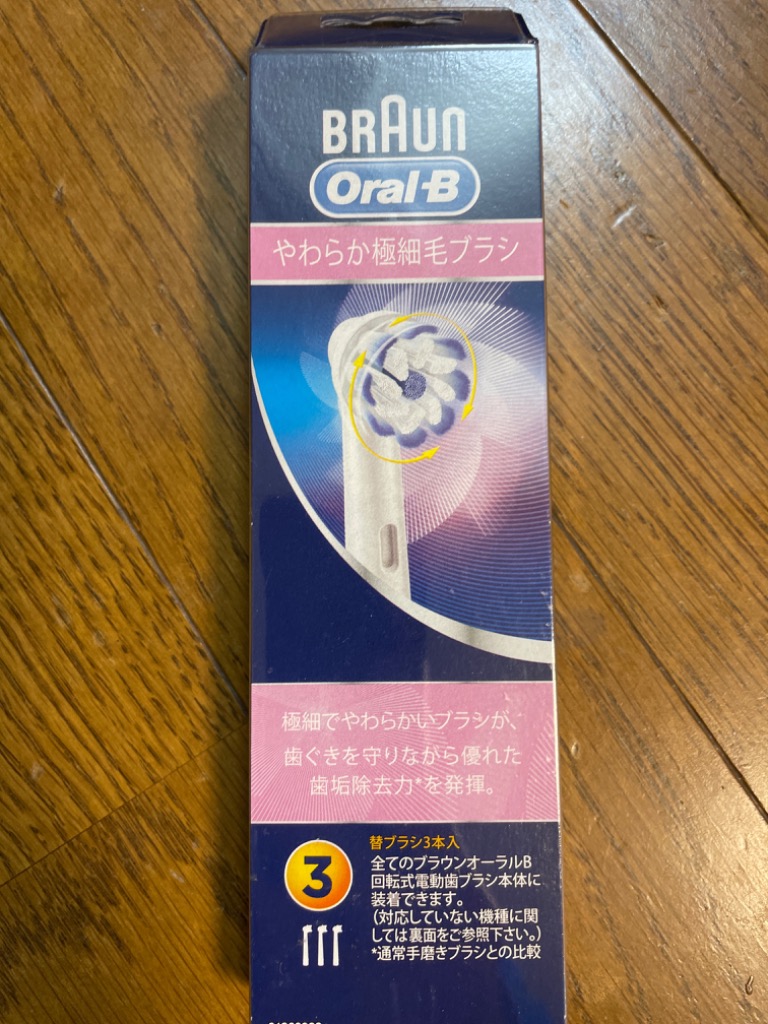 BRAUN
Oral-B
やわらか極細毛ブラシ
極細でやわらかいブラシが、
歯ぐきを守りながら優れた
歯垢除去力*を発揮。
替ブラシ3本入
3
全てのブラウンオーラルB
回転式電動歯ブラシ本体に
装着できます。
(対応していない機種に関
しては裏面をご参照下さい。)
*通常手磨きブラシとの比較